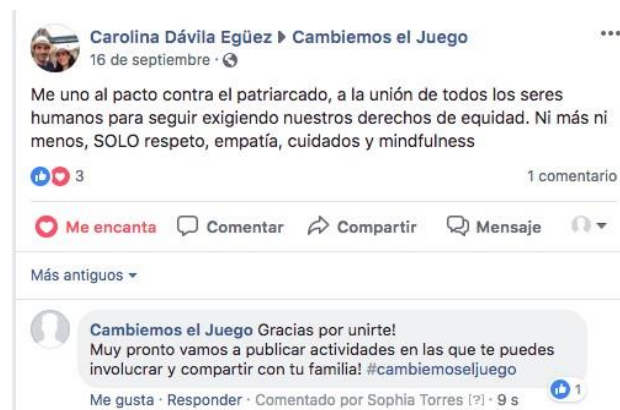 Carolina Dávila Egüez ▶ Cambiemos el Juego
16 de septiembre ·
Me uno al pacto contra el patriarcado, a la unión de todos los seres
humanos para seguir exigiendo nuestros derechos de equidad. Ni más ni
menos, SOLO respeto, empatía, cuidados y mindfulness
3
1 comentario
Me encanta Comentar Compartir Mensaje
Más antiguos
Cambiemos el Juego Gracias por unirte!
Muy pronto vamos a publicar actividades en las que te puedes
involucrar y compartir con tu familia! #cambiemoseljuego
1
Me gusta · Responder · Comentado por Sophia Torres [?] · 9 s